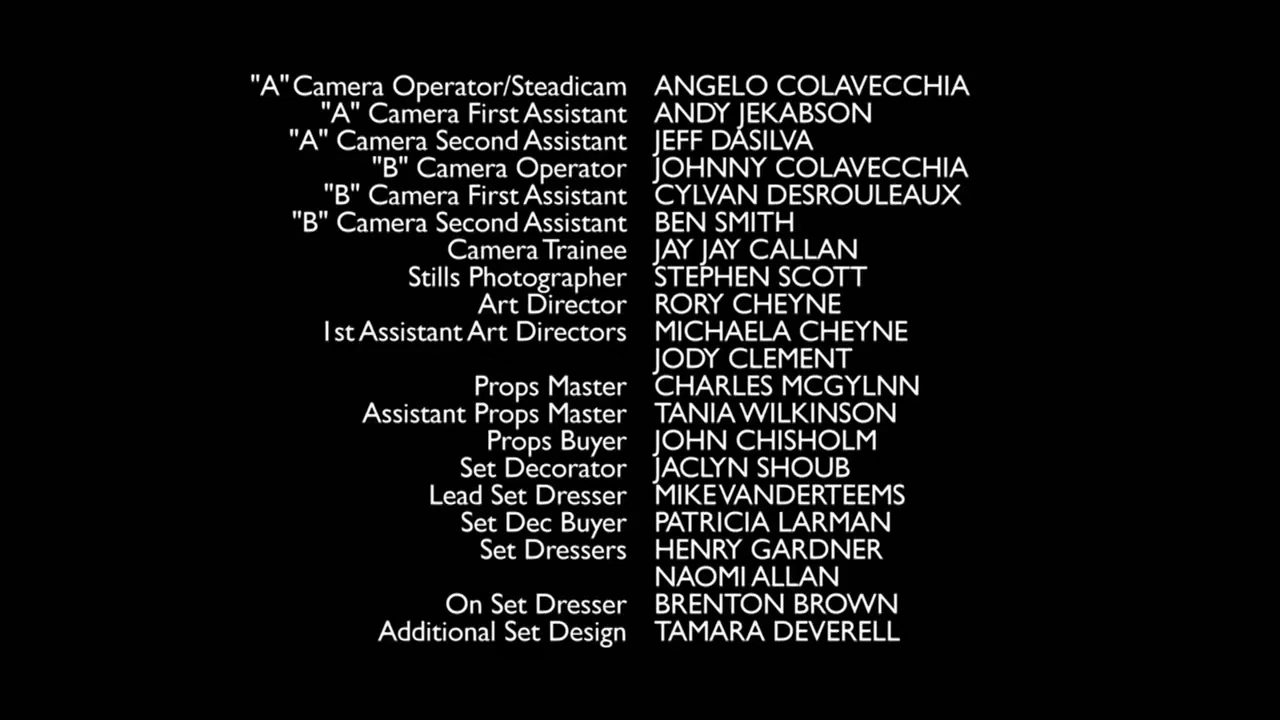 "A" Camera Operator/Steadicam ANGELO COLAVECCHIA
"A" Camera First Assistant ANDY JEKABSON
"A" Camera Second Assistant JEFF DASILVA
"B" Camera Operator JOHNNY COLAVECCHIA
"B" Camera First Assistant CYLVAN DESROULEAUX
"B" Camera Second Assistant BEN SMITH
Camera Trainee JAY JAY CALLAN
Stills Photographer STEPHEN SCOTT
Art Director RORY CHEYNE
1st Assistant Art Directors MICHAELA CHEYNE
JODY CLEMENT
Props Master CHARLES MCGYLNN
Assistant Props Master TANIA WILKINSON
Props Buyer JOHN CHISHOLM
Set Decorator JACLYN SHOUB
Lead Set Dresser MIKE VANDERTEEMS
Set Dec Buyer PATRICIA LARMAN
Set Dressers HENRY GARDNER
NAOMI ALLAN
On Set Dresser BRENTON BROWN
Additional Set Design TAMARA DEVERELL